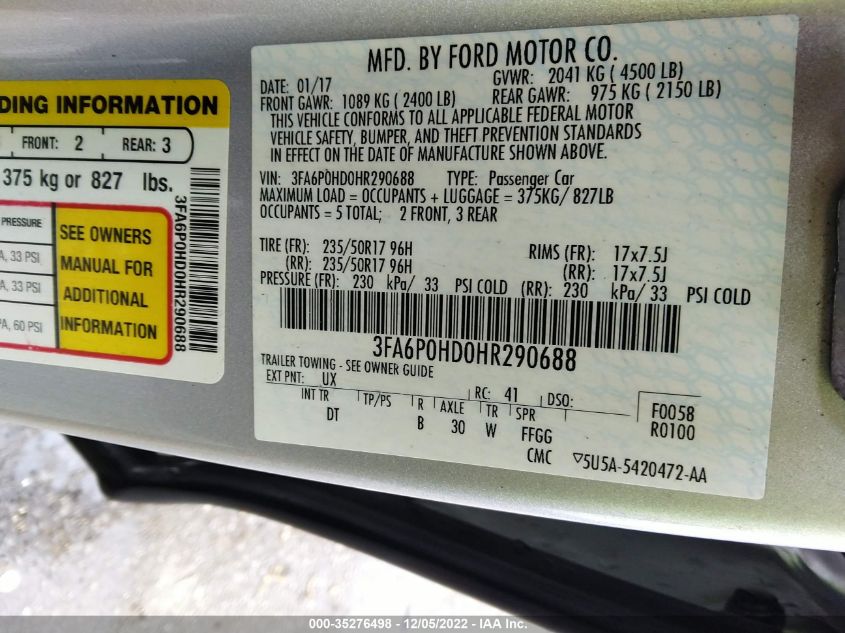 DING INFORMATION
FRONT: 2 REAR: 3
375 kg or 827 lbs.
PRESSURE
A, 33 PSI
A, 33 PSI
PA, 60 PSI
SEE OWNERS
MANUAL FOR
ADDITIONAL
INFORMATION
3FA6P0HD0HR290688
MFD. BY FORD MOTOR CO.
DATE: 01/17 GVWR: 2041 KG ( 4500 LB)
FRONT GAWR: 1089 KG ( 2400 LB) REAR GAWR: 975 KG ( 2150 LB)
THIS VEHICLE CONFORMS TO ALL APPLICABLE FEDERAL MOTOR
VEHICLE SAFETY, BUMPER, AND THEFT PREVENTION STANDARDS
IN EFFECT ON THE DATE OF MANUFACTURE SHOWN ABOVE.
VIN: 3FA6P0HD0HR290688 TYPE: Passenger Car
MAXIMUM LOAD = OCCUPANTS + LUGGAGE = 375KG/ 827LB
OCCUPANTS = 5 TOTAL; 2 FRONT, 3 REAR
TIRE (FR): 235/50R17 96H RIMS (FR): 17x7.5J
(RR): 235/50R17 96H (RR): 17x7.5J
PRESSURE (FR): 230 kPa/ 33 PSI COLD (RR): 230 kPa/ 33 PSI COLD
3FA6P0HD0HR290688
TRAILER TOWING - SEE OWNER GUIDE
EXT PNT: UX RC: 41 DSO:
INT TR TP/PS R AXLE TR SPR F0058
DT B 30 W FFGG R0100
CMC ▽5U5A-5420472-AA
000-35276498 - 12/05/2022 - IAA Inc.